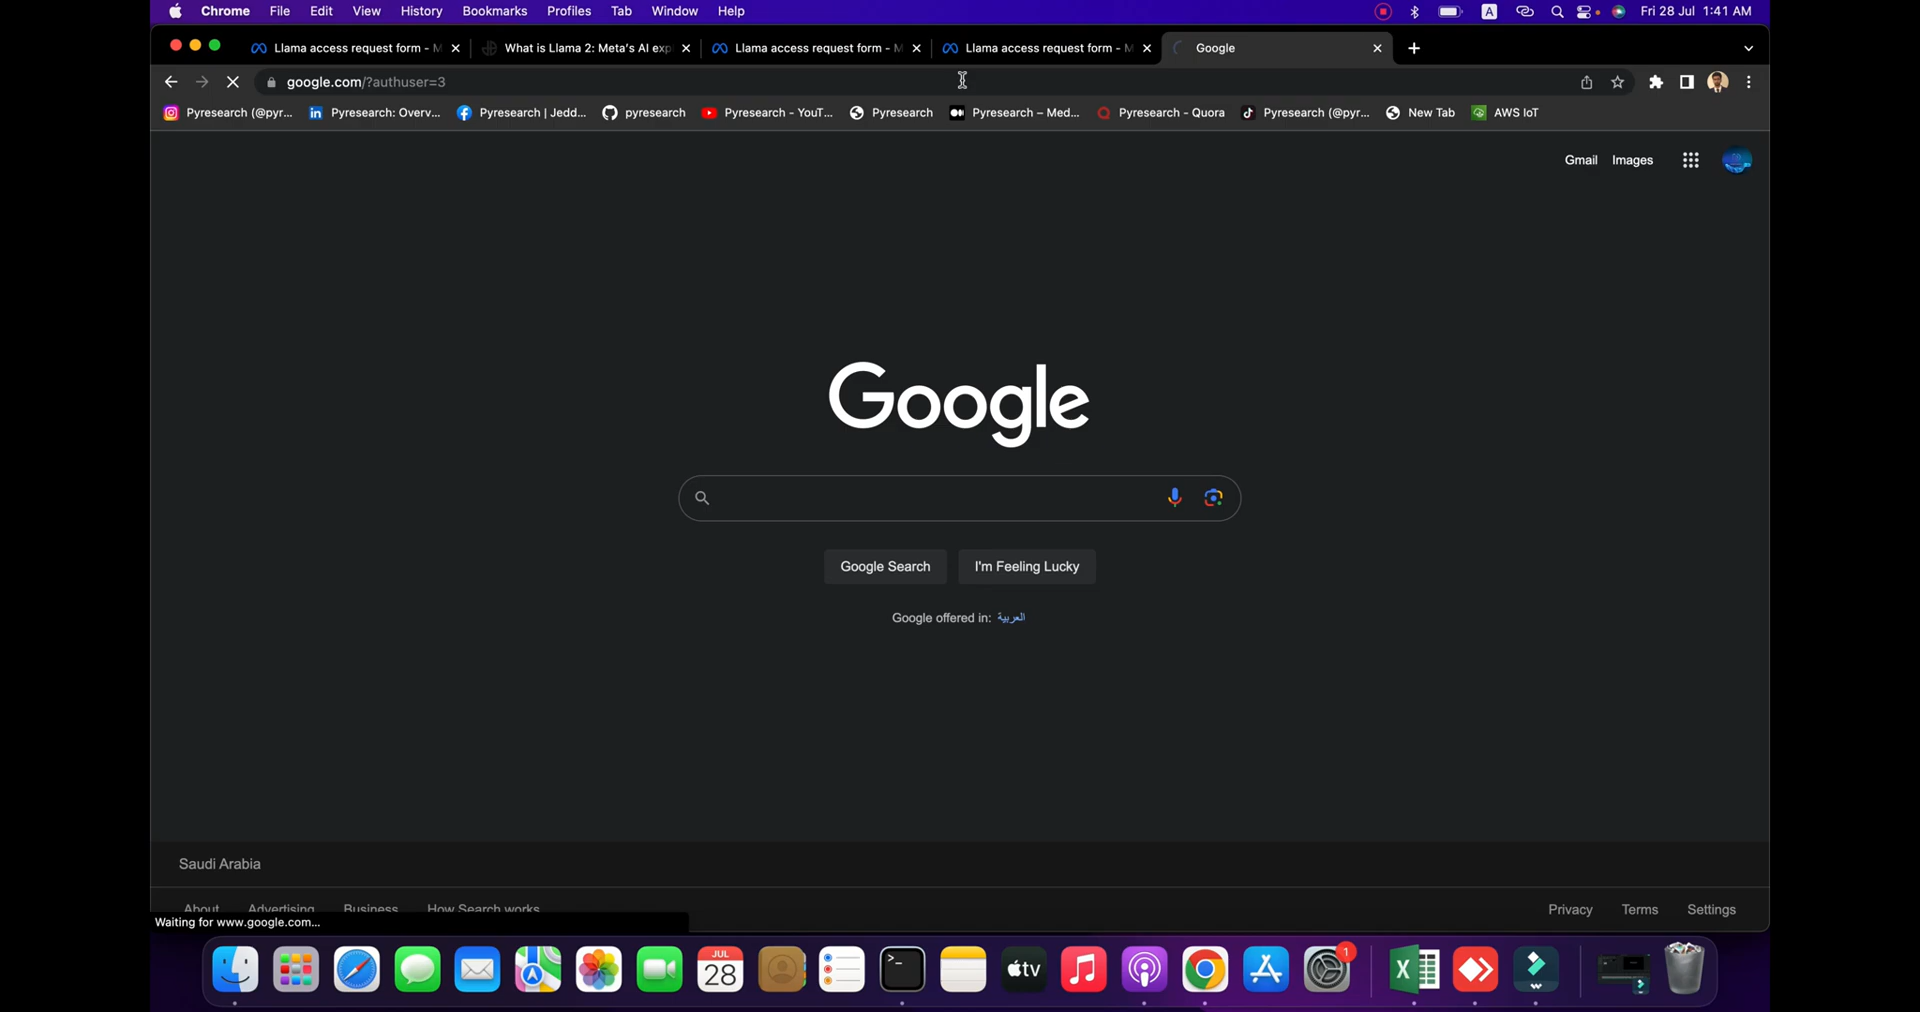 Chrome File Edit View History Bookmarks Profiles Tab Window Help A Fri 28 Jul 1:41 AM
Llama access request form - M What is Llama 2: Meta's AI exp Llama access request form - M Llama access request form - M Google
google.com/?authuser=3
Pyresearch (@pyr... Pyresearch: Overv... Pyresearch | Jedd... pyresearch Pyresearch - YouT... Pyresearch Pyresearch – Med... Pyresearch - Quora Pyresearch (@pyr... New Tab AWS IoT
Gmail Images
Google
Google Search I'm Feeling Lucky
Google offered in: العربية
Saudi Arabia
About Advertising Business How Search works Privacy Terms Settings
Waiting for www.google.com...
JUL
28
tv
1